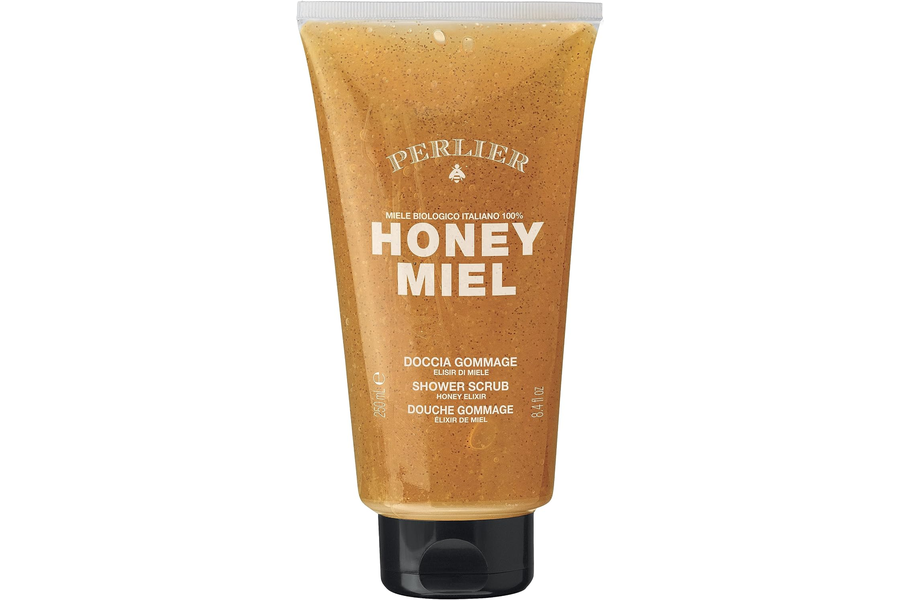 PERLIER
MIELE BIOLOGICO ITALIANO 100%
HONEY
MIEL
DOCCIA GOMMAGE
ELISIR DI MIELE
SHOWER SCRUB
HONEY ELIXIR
DOUCHE GOMMAGE
ÉLIXIR DE MIEL
250 mL ℮
8.4 fl oz